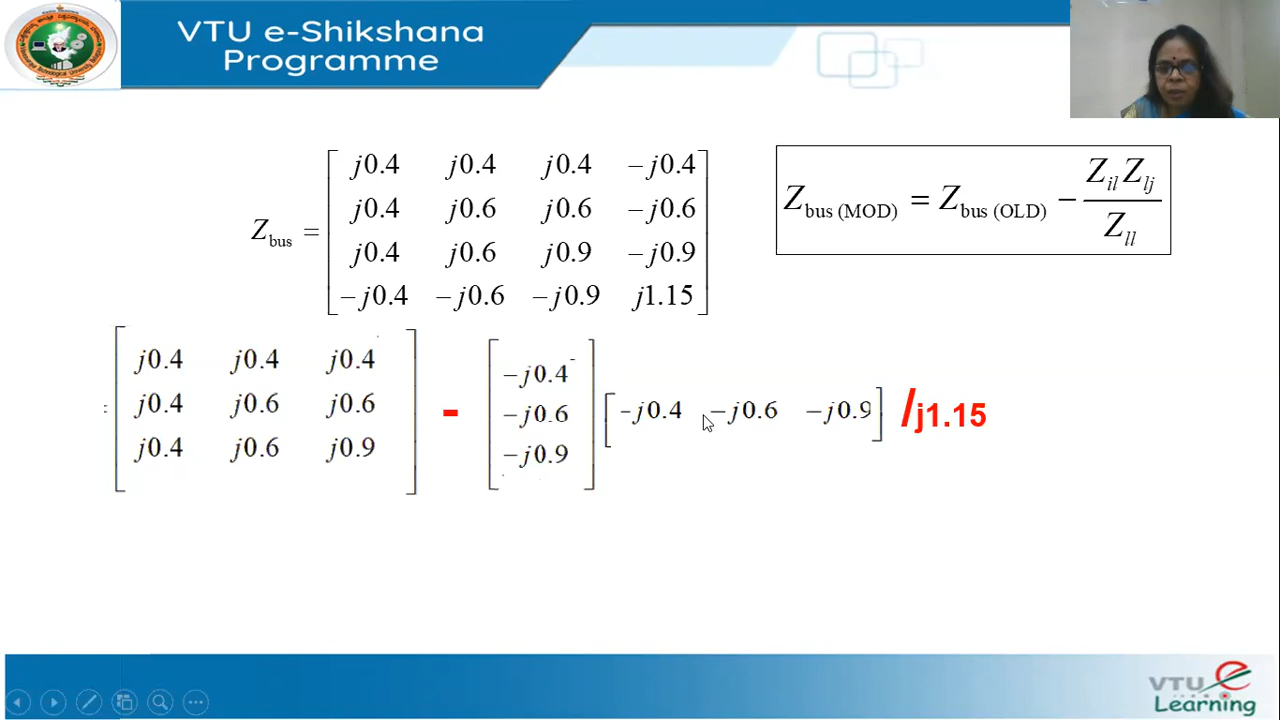 VTU e-Shikshana
Programme
Z_bus = [ j0.4 j0.4 j0.4 −j0.4
j0.4 j0.6 j0.6 −j0.6
j0.4 j0.6 j0.9 −j0.9
−j0.4 −j0.6 −j0.9 j1.15 ]
Z_bus (MOD) = Z_bus (OLD) − Z_il Z_lj / Z_ll
= [ j0.4 j0.4 j0.4
j0.4 j0.6 j0.6
j0.4 j0.6 j0.9 ]
-
[ −j0.4
−j0.6
−j0.9 ]
[ -j0.4 −j0.6 −j0.9 ] /j1.15
VTU e
Learning